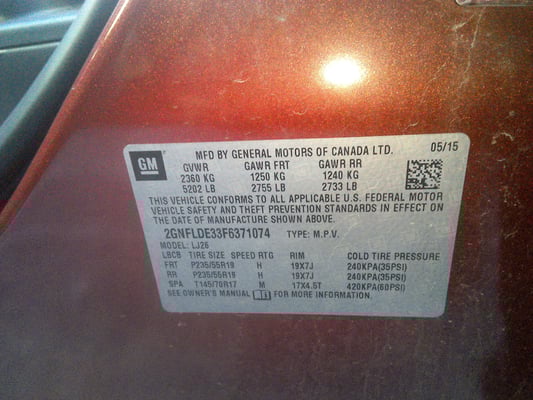 GM
MFD BY GENERAL MOTORS OF CANADA LTD. 05/15
GVWR GAWR FRT GAWR RR
2360 KG 1250 KG 1240 KG
5202 LB 2755 LB 2733 LB
THIS VEHICLE CONFORMS TO ALL APPLICABLE U.S. FEDERAL MOTOR
VEHICLE SAFETY AND THEFT PREVENTION STANDARDS IN EFFECT ON THE
DATE OF MANUFACTURE SHOWN ABOVE.
2GNFLDE33F6371074 TYPE: M.P.V.
MODEL: LJ26
LBCB TIRE SIZE SPEED RTG RIM COLD TIRE PRESSURE
FRT P235/55R19 H 19X7J 240KPA(35PSI)
RR P235/55R19 H 19X7J 240KPA(35PSI)
SPA T145/70R17 M 17X4.5T 420KPA(60PSI)
SEE OWNER'S MANUAL FOR MORE INFORMATION.